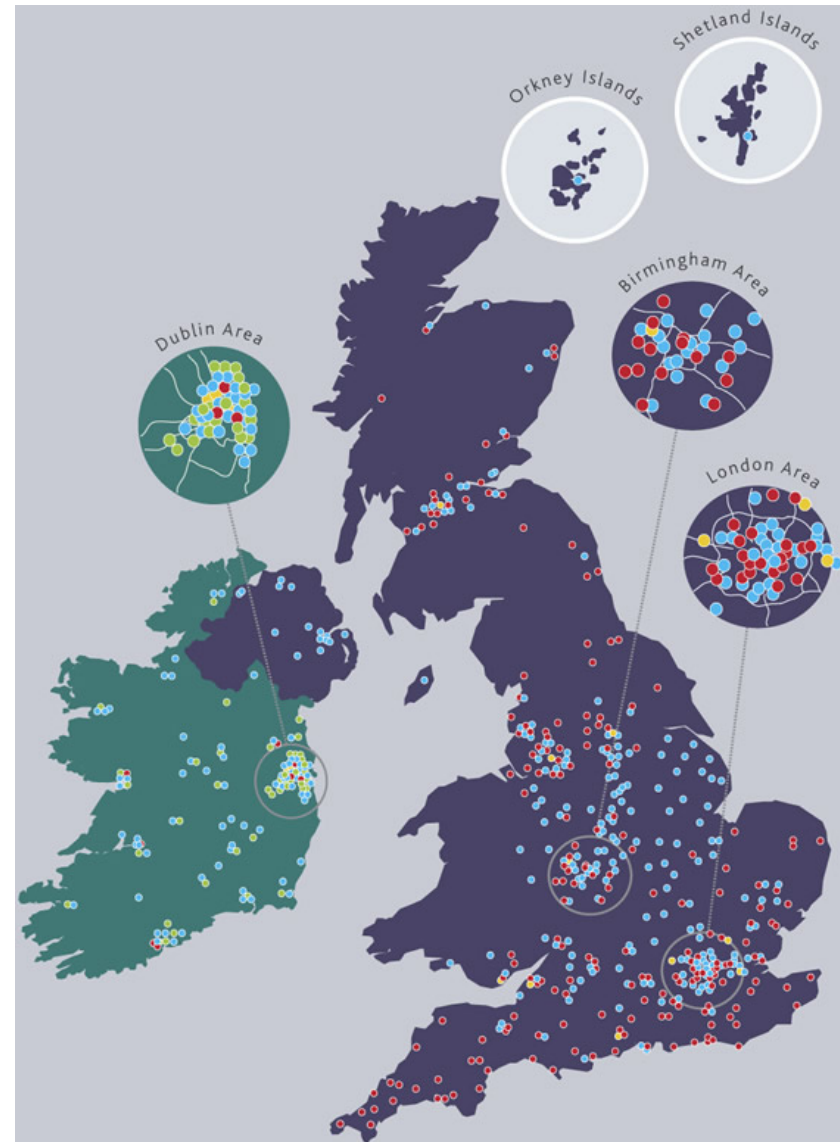 Shetland Islands
Orkney Islands
Birmingham Area
Dublin Area
London Area